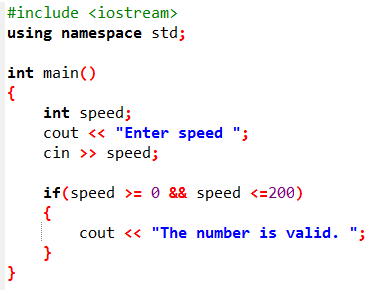 #include <iostream>
using namespace std;
int main()
{
int speed;
cout << "Enter speed ";
cin >> speed;
if(speed >= 0 && speed <=200)
{
cout << "The number is valid. ";
}
}